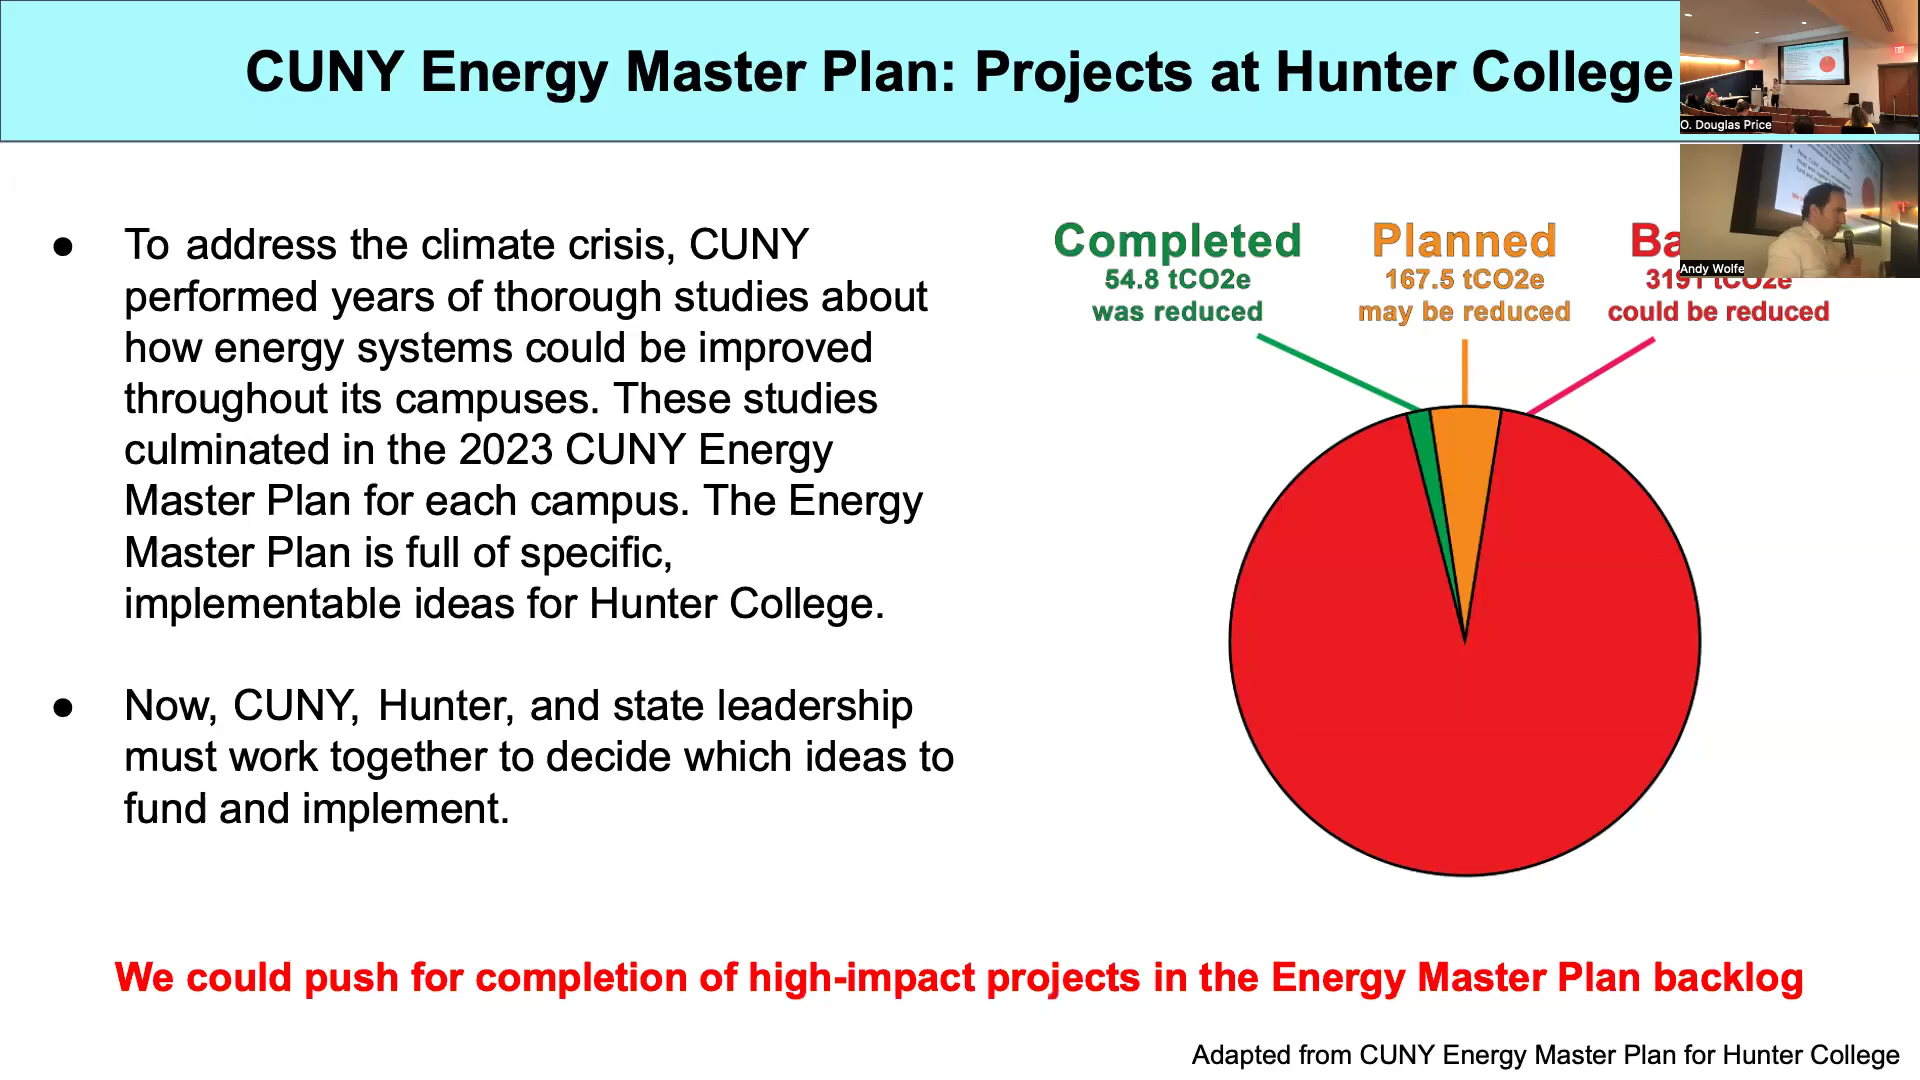 CUNY Energy Master Plan: Projects at Hunter College
O. Douglas Price
Andy Wolfe
● To address the climate crisis, CUNY
performed years of thorough studies about
how energy systems could be improved
throughout its campuses. These studies
culminated in the 2023 CUNY Energy
Master Plan for each campus. The Energy
Master Plan is full of specific,
implementable ideas for Hunter College.
● Now, CUNY, Hunter, and state leadership
must work together to decide which ideas to
fund and implement.
Completed
54.8 tCO2e
was reduced
Planned
167.5 tCO2e
may be reduced
Ba
3191 tCO2e
could be reduced
We could push for completion of high-impact projects in the Energy Master Plan backlog
Adapted from CUNY Energy Master Plan for Hunter College